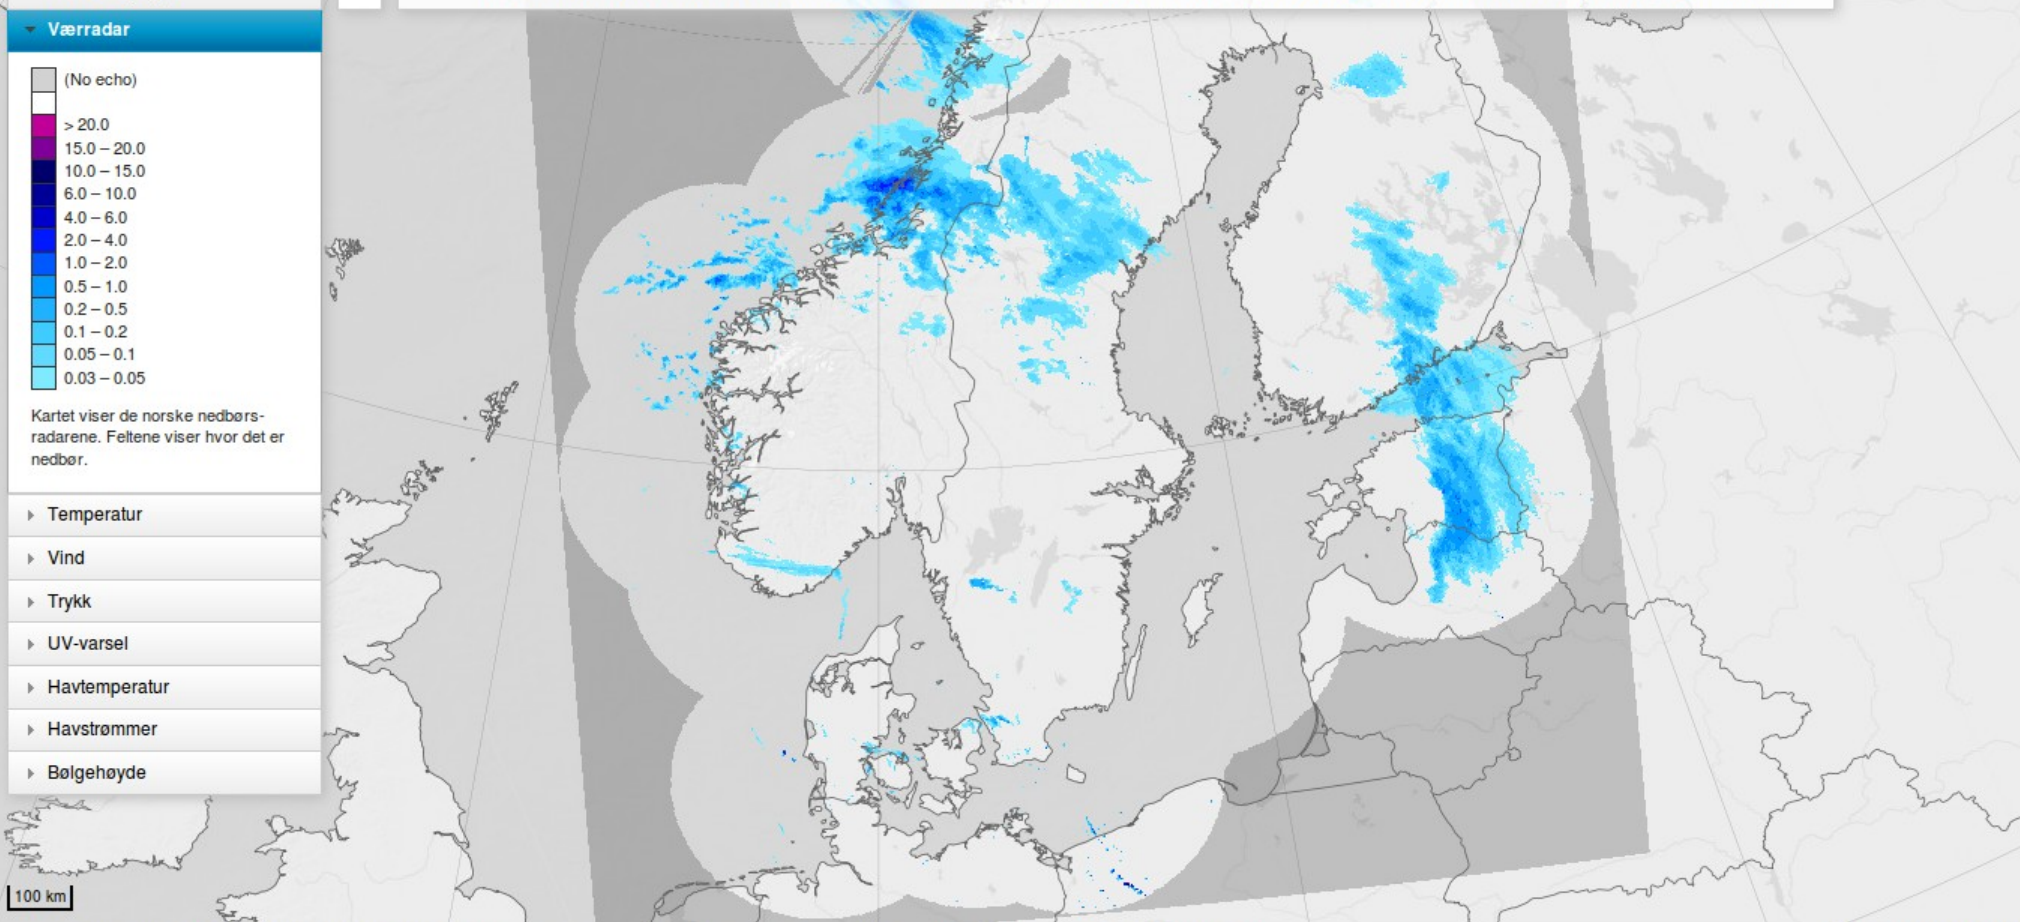 Værradar
(No echo)
> 20.0
15.0 – 20.0
10.0 – 15.0
6.0 – 10.0
4.0 – 6.0
2.0 – 4.0
1.0 – 2.0
0.5 – 1.0
0.2 – 0.5
0.1 – 0.2
0.05 – 0.1
0.03 – 0.05
Kartet viser de norske nedbørs-
radarene. Feltene viser hvor det er
nedbør.
Temperatur
Vind
Trykk
UV-varsel
Havtemperatur
Havstrømmer
Bølgehøyde
100 km